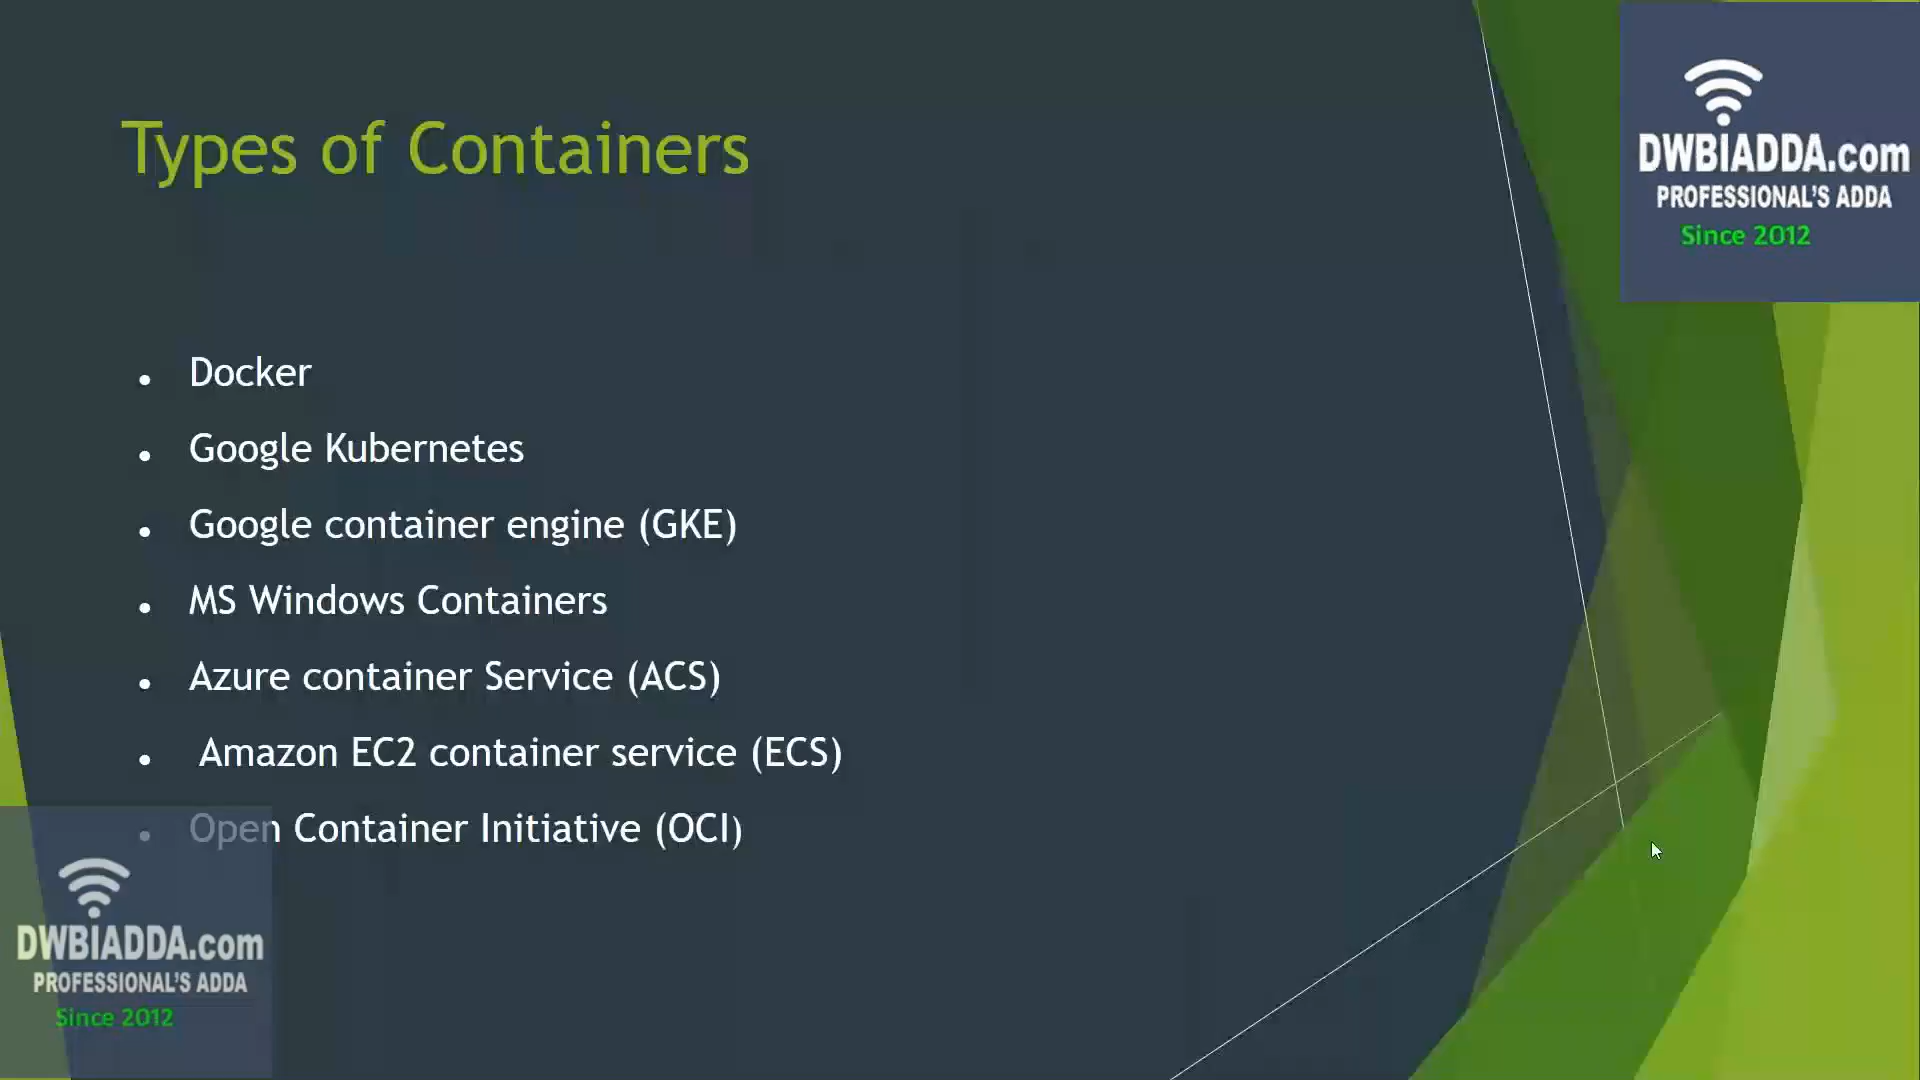 Types of Containers
DWBIADDA.com
PROFESSIONAL'S ADDA
Since 2012
• Docker
• Google Kubernetes
• Google container engine (GKE)
• MS Windows Containers
• Azure container Service (ACS)
• Amazon EC2 container service (ECS)
• Open Container Initiative (OCI)
DWBIADDA.com
PROFESSIONAL'S ADDA
Since 2012